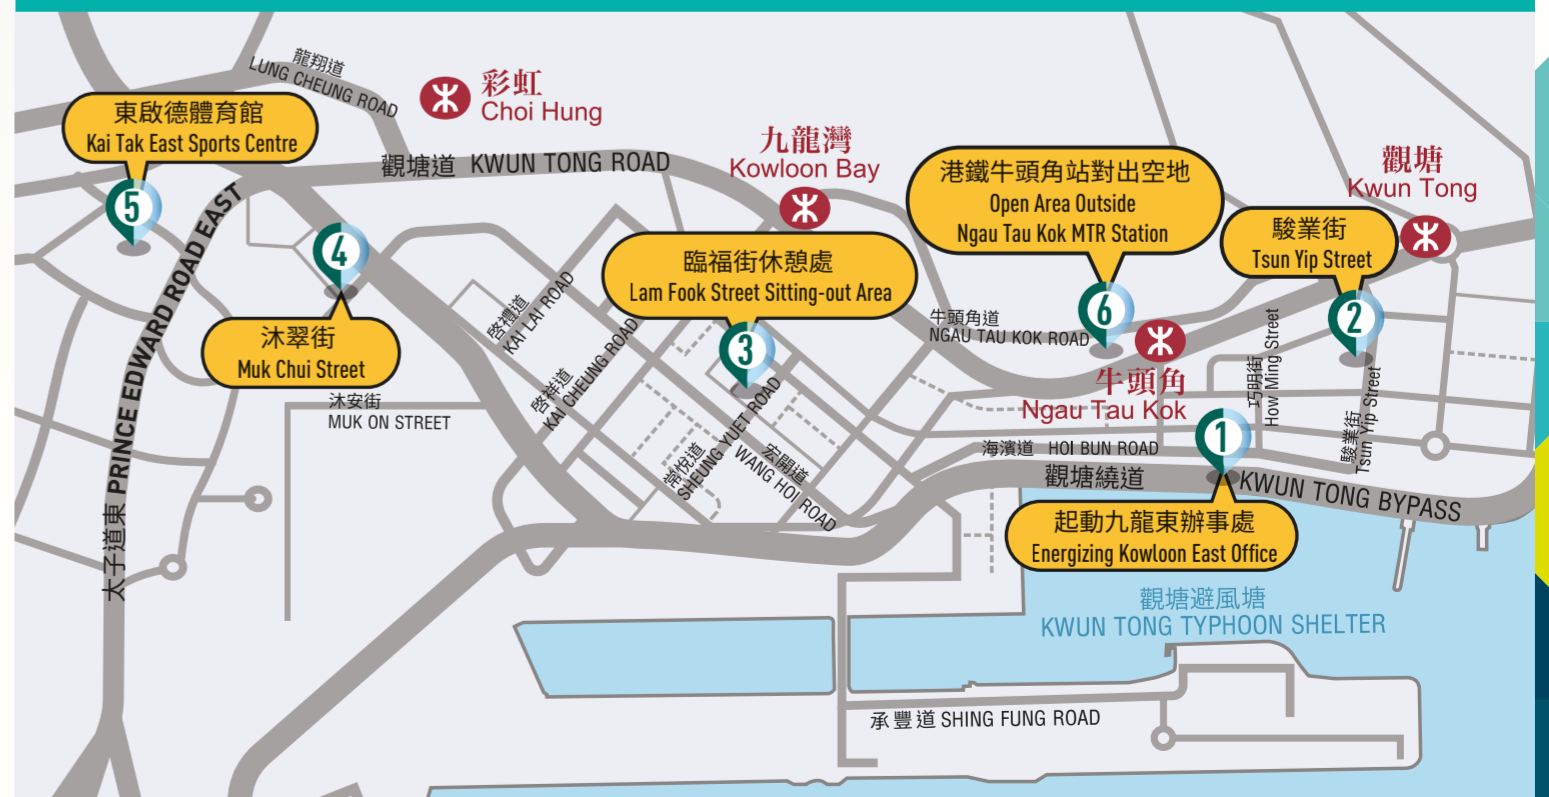 龍翔道
LUNG CHEUNG ROAD
彩虹
Choi Hung
東啟德體育館
Kai Tak East Sports Centre
5
觀塘道 KWUN TONG ROAD
九龍灣
Kowloon Bay
港鐵牛頭角站對出空地
Open Area Outside
Ngau Tau Kok MTR Station
觀塘
Kwun Tong
駿業街
Tsun Yip Street
太子道東 PRINCE EDWARD ROAD EAST
4
沐翠街
Muk Chui Street
臨福街休憩處
Lam Fook Street Sitting-out Area
3
6
2
啓禮道
KAI LAI ROAD
牛頭角道
NGAU TAU KOK ROAD
牛頭角
Ngau Tau Kok
巧明街
How Ming Street
沐安街
MUK ON STREET
啓祥道
KAI CHEUNG ROAD
常悅道
SHEUNG YUET ROAD
宏開道
WANG HOI ROAD
駿業街
Tsun Yip Street
1
海濱道 HOI BUN ROAD
觀塘繞道 KWUN TONG BYPASS
起動九龍東辦事處
Energizing Kowloon East Office
觀塘避風塘
KWUN TONG TYPHOON SHELTER
承豐道 SHING FUNG ROAD